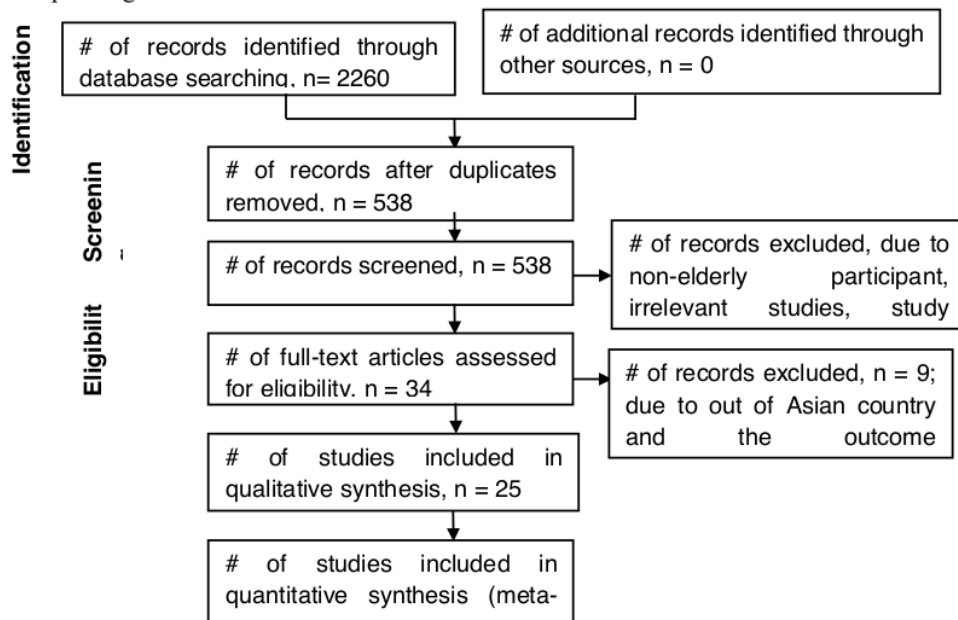 Identification
# of records identified through
database searching, n= 2260
# of additional records identified through
other sources, n = 0
Screenin
# of records after duplicates
removed, n = 538
# of records screened, n = 538
# of records excluded, due to
non-elderly participant,
irrelevant studies, study
Eligibilit
# of full-text articles assessed
for eligibility, n = 34
# of records excluded, n = 9;
due to out of Asian country
and the outcome
# of studies included in
qualitative synthesis, n = 25
# of studies included in
quantitative synthesis (meta-